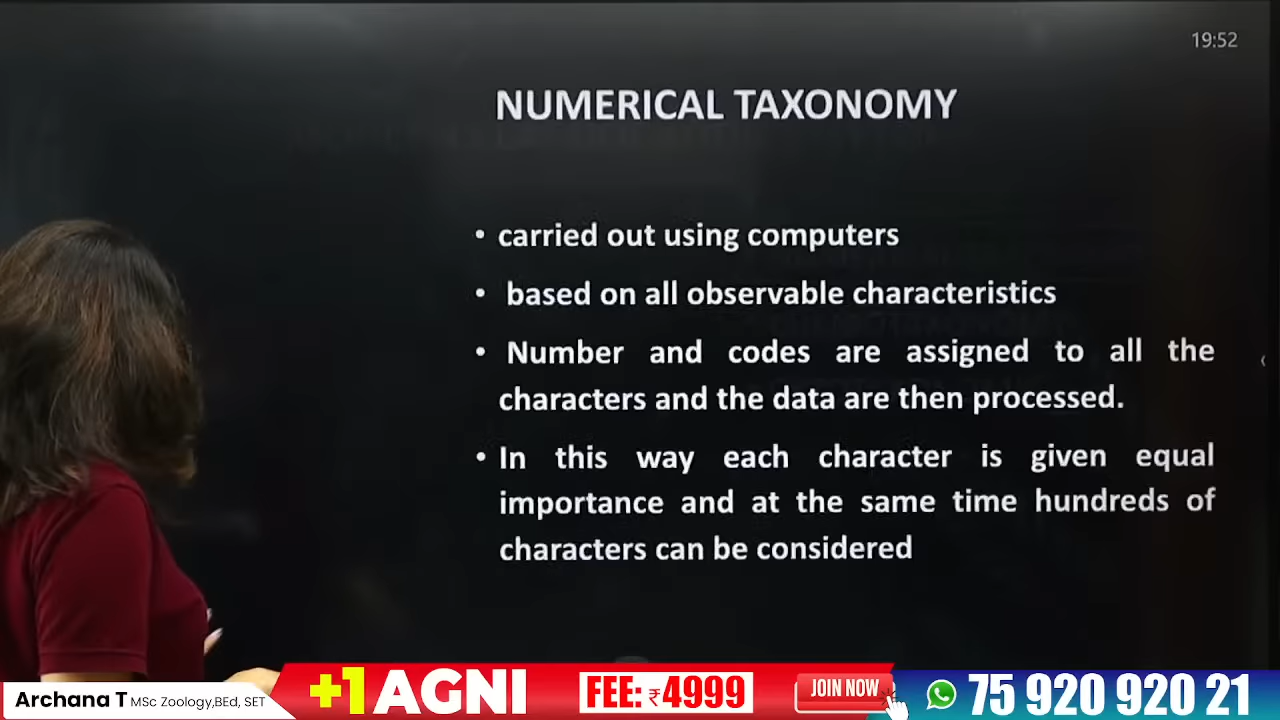 19:52
NUMERICAL TAXONOMY
• carried out using computers
• based on all observable characteristics
• Number and codes are assigned to all the
characters and the data are then processed.
• In this way each character is given equal
importance and at the same time hundreds of
characters can be considered
Archana T MSc Zoology,BEd, SET
+1 AGNI
FEE: ₹4999
JOIN NOW
75 920 920 21